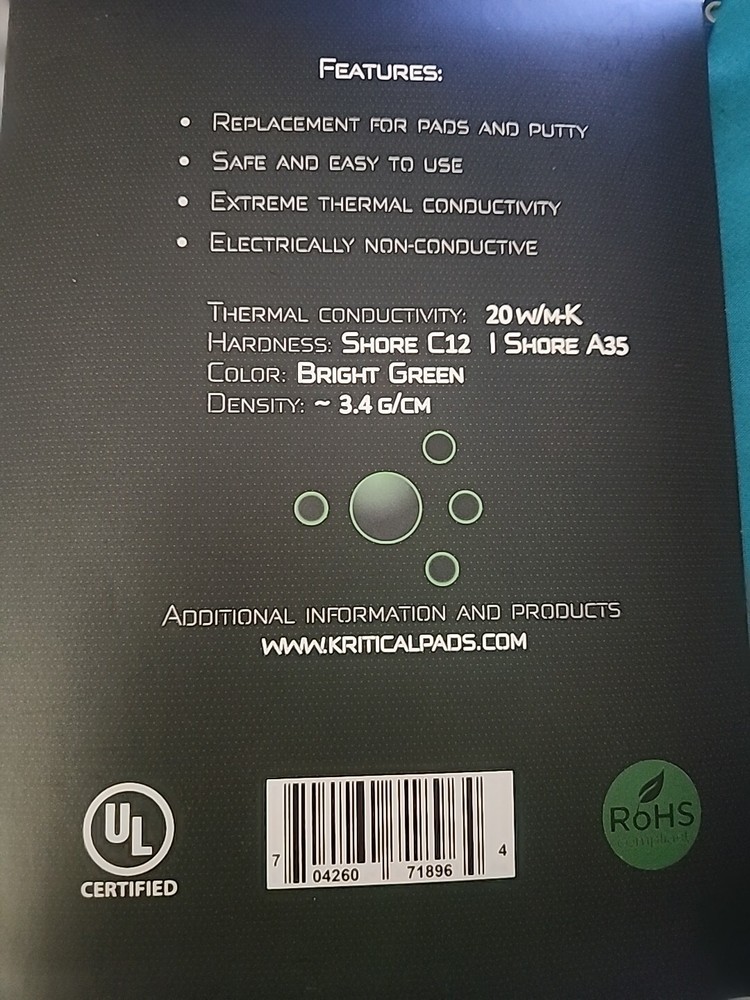 FEATURES:
• REPLACEMENT FOR PADS AND PUTTY
• SAFE AND EASY TO USE
• EXTREME THERMAL CONDUCTIVITY
• ELECTRICALLY NON-CONDUCTIVE
THERMAL CONDUCTIVITY: 20 W/M-K
HARDNESS: SHORE C12 | SHORE A35
COLOR: BRIGHT GREEN
DENSITY: ~ 3.4 G/CM
ADDITIONAL INFORMATION AND PRODUCTS
WWW.KRITICALPADS.COM
UL
CERTIFIED
7 04260 71896 4
RoHS
compliant